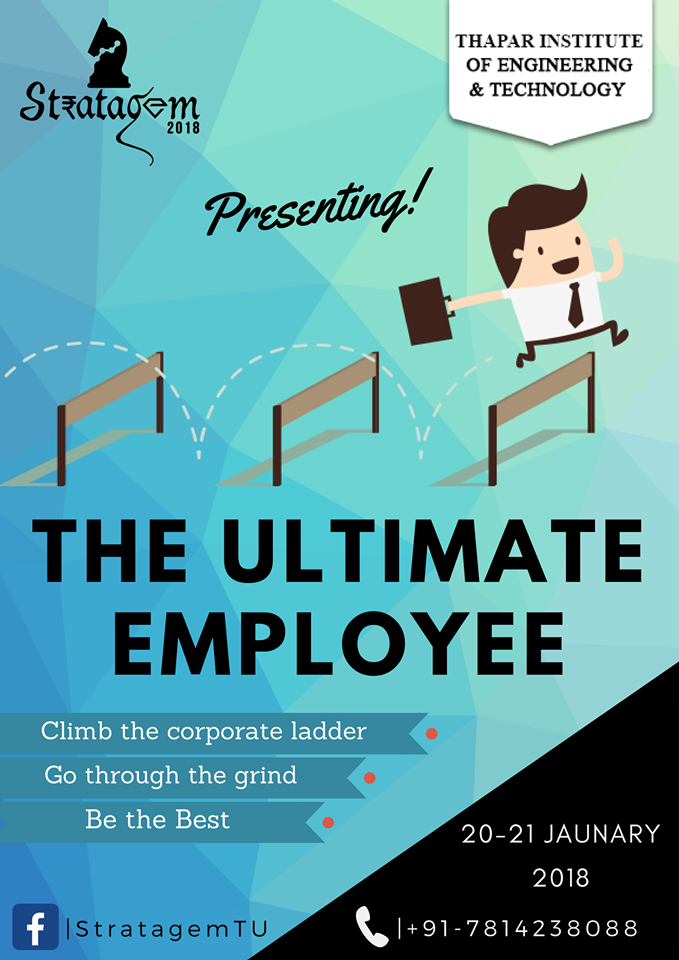 Stratagem
2018
THAPAR INSTITUTE
OF ENGINEERING
& TECHNOLOGY
Presenting!
THE ULTIMATE
EMPLOYEE
Climb the corporate ladder
Go through the grind
Be the Best
20-21 JAUNARY
2018
|StratagemTU
|+91-7814238088